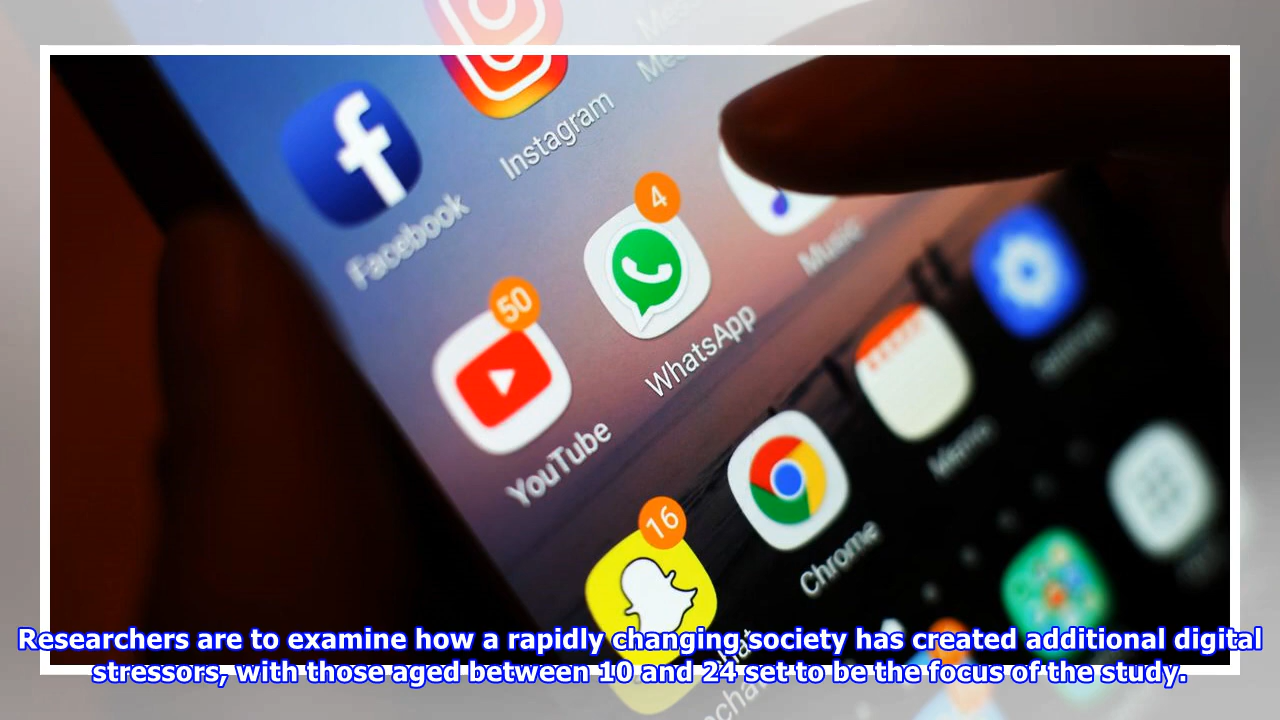 Instagram
Facebook
4
Music
50
WhatsApp
YouTube
16
Memo
Chrome
Researchers are to examine how a rapidly changing society has created additional digital
stressors, with those aged between 10 and 24 set to be the focus of the study.